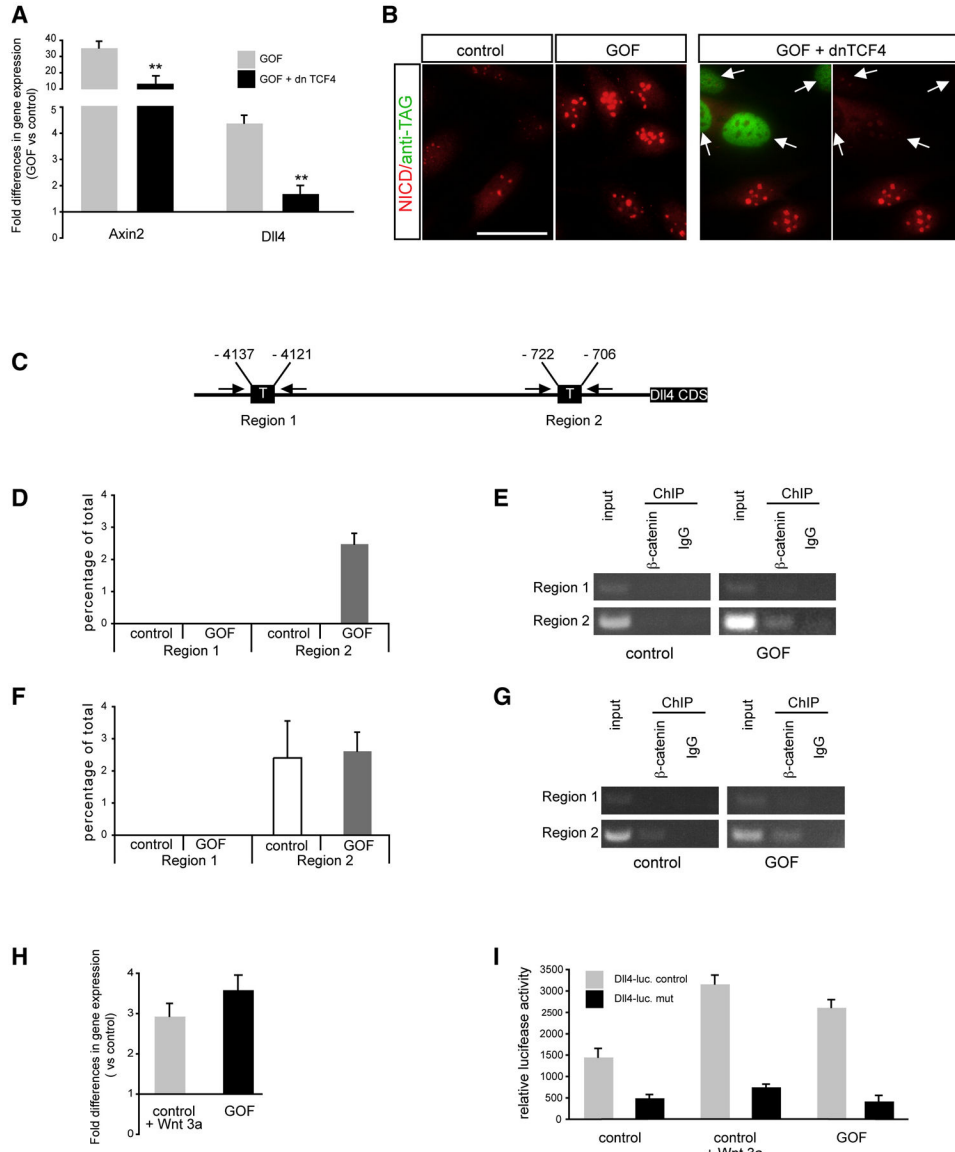 A
Fold differences in gene expression
(GOF vs control)
40
30
20
10
5
4
3
2
1
0
**
**
GOF
GOF + dn TCF4
Axin2
Dll4
B
NICD/anti-TAG
control
GOF
GOF + dnTCF4
C
- 4137
- 4121
- 722
- 706
T
T
Dll4 CDS
Region 1
Region 2
D
percentage of total
4
3
2
1
0
control
GOF
control
GOF
Region 1
Region 2
E
input
ChIP
β-catenin
IgG
input
ChIP
β-catenin
IgG
Region 1
Region 2
control
GOF
F
percentage of total
4
3
2
1
0
control
GOF
control
GOF
Region 1
Region 2
G
input
ChIP
β-catenin
IgG
input
ChIP
β-catenin
IgG
Region 1
Region 2
control
GOF
H
Fold differences in gene expression
( vs control)
4
3
2
1
0
control
+ Wnt 3a
GOF
I
relative lucifease activity
3500
3000
2500
2000
1500
1000
500
0
Dll4-luc. control
Dll4-luc. mut
control
control
+ Wnt 3a
GOF